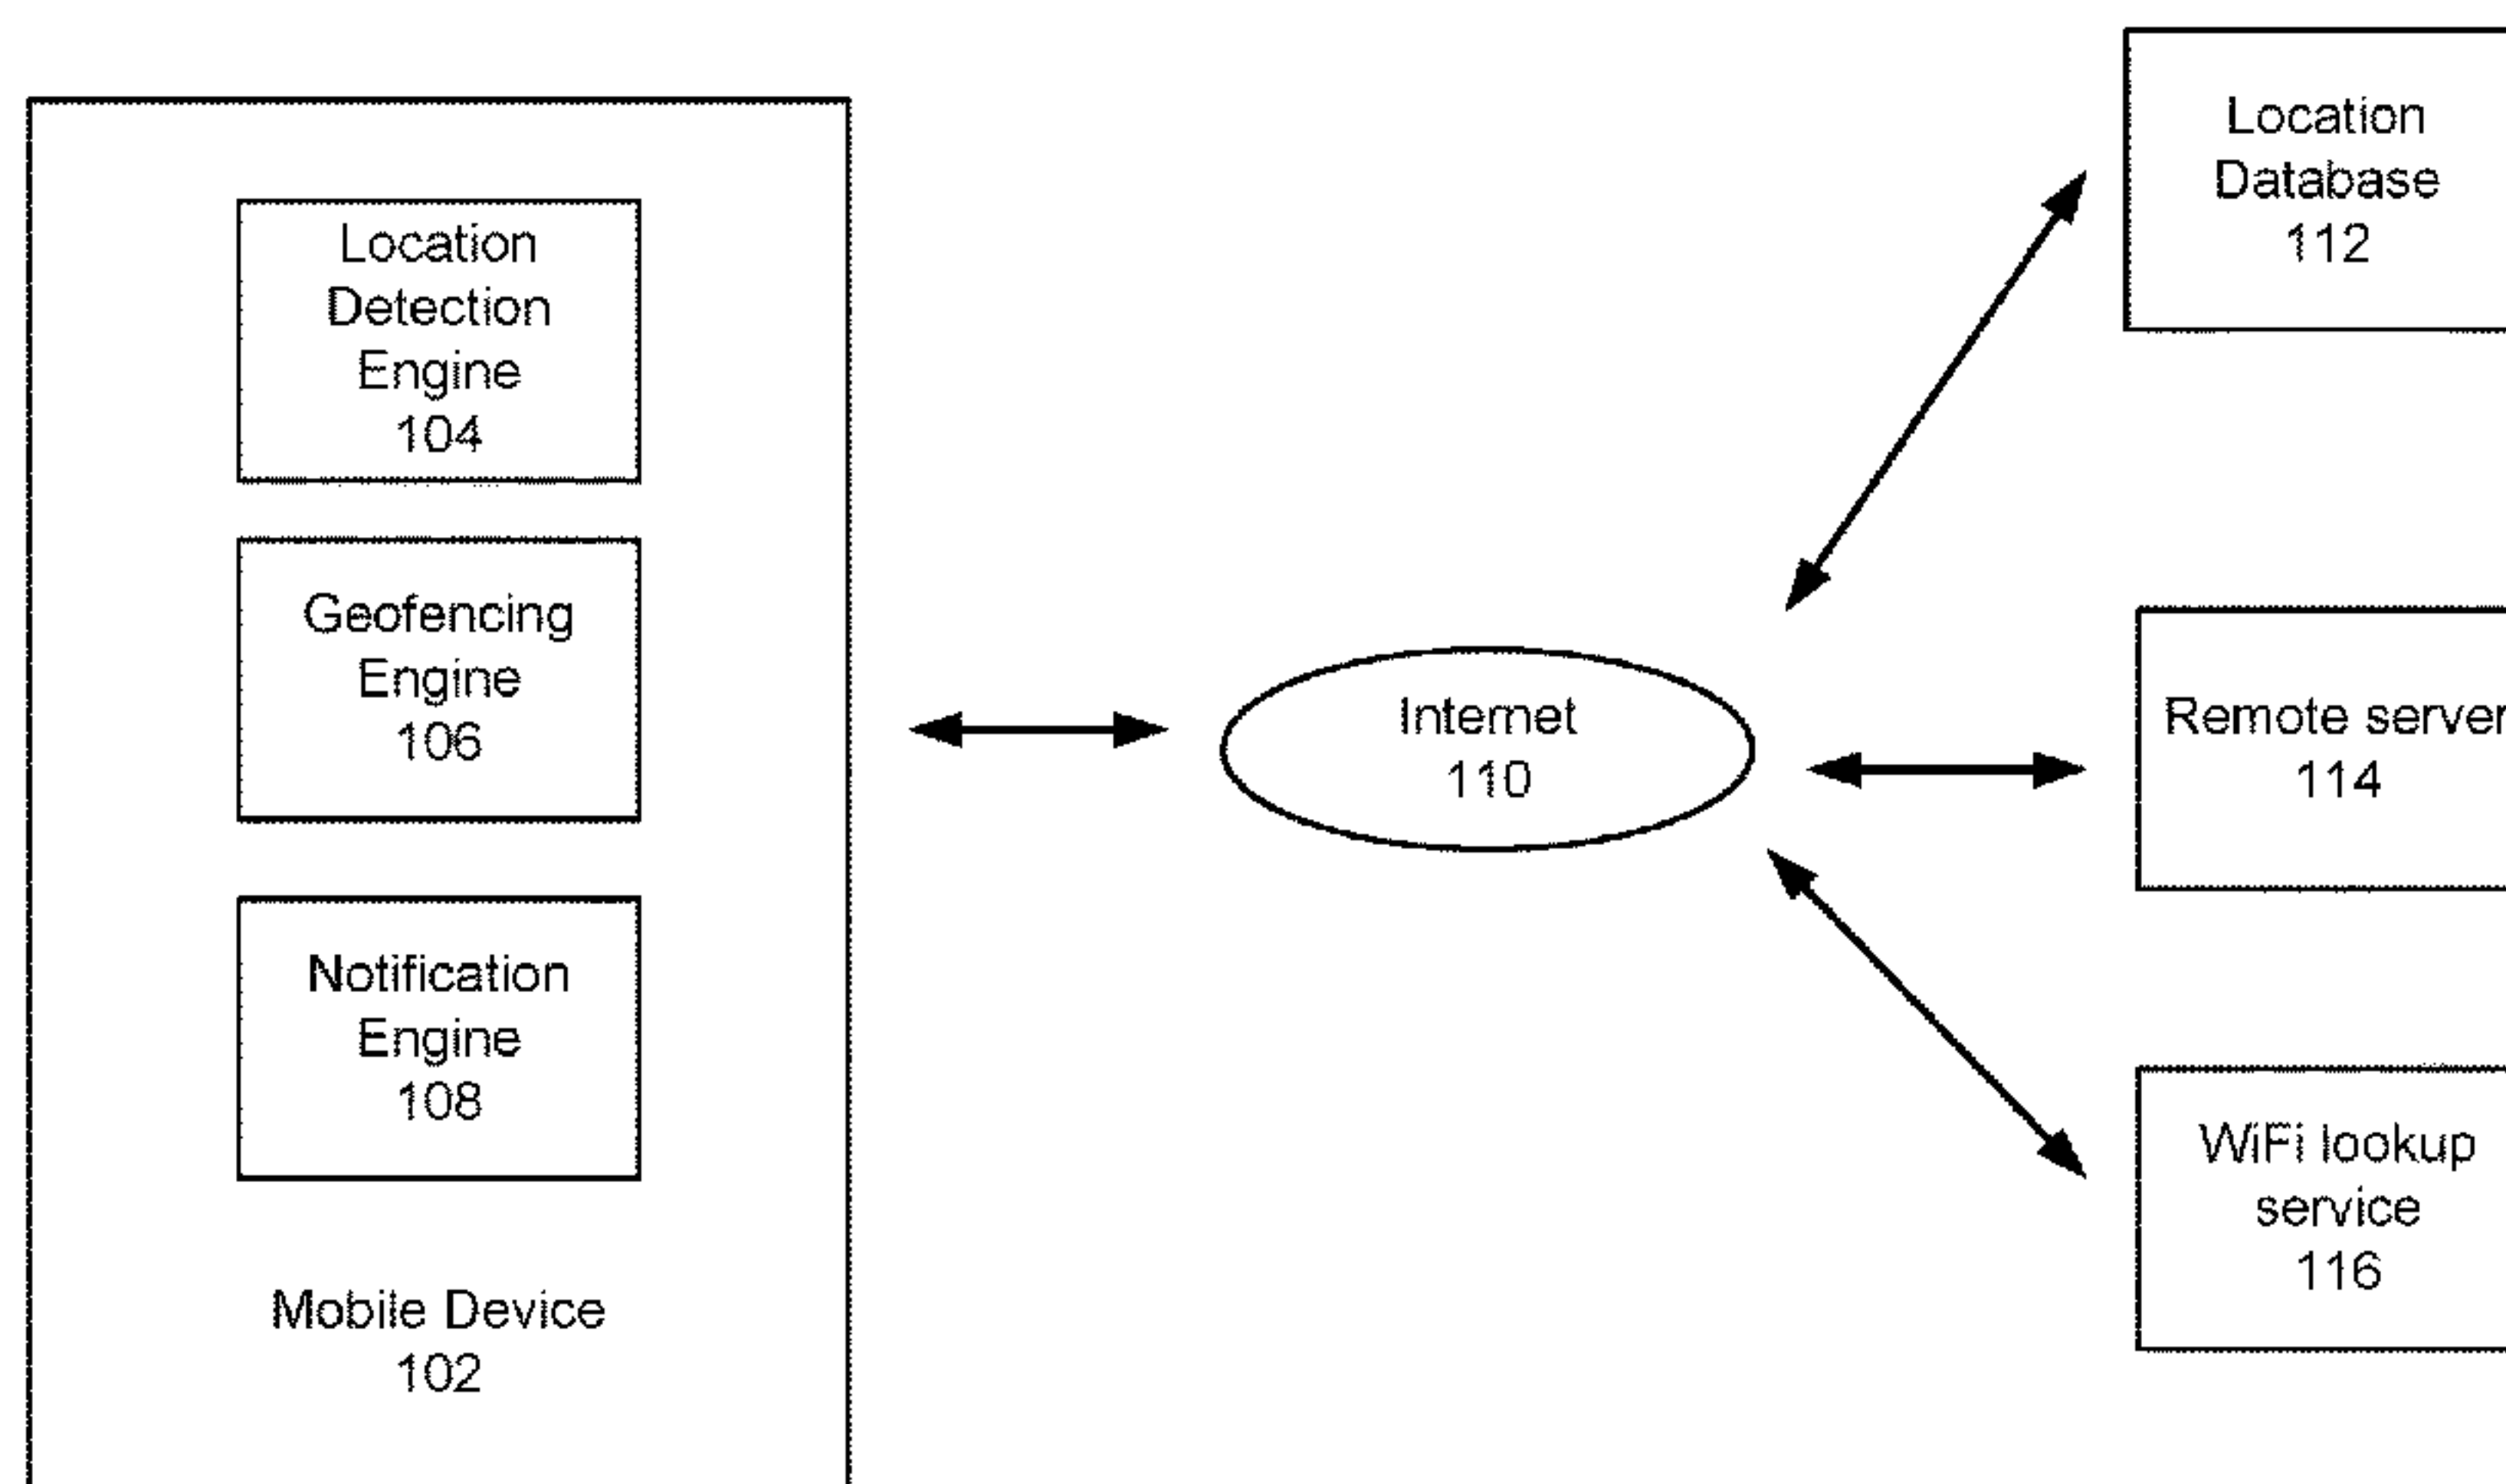 Location
Detection
Engine
104
Geofencing
Engine
106
Notification
Engine
108
Mobile Device
102
Internet
110
Location
Database
112
Remote server
114
WiFi lookup
service
116